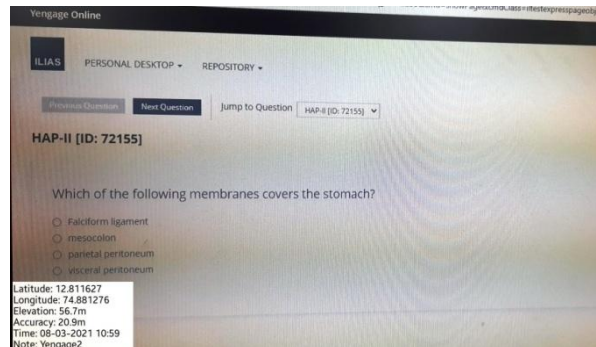 Yengage Online
ILIAS PERSONAL DESKTOP REPOSITORY
Previous Question Next Question Jump to Question HAP-II [ID: 72155]
HAP-II [ID: 72155]
Which of the following membranes covers the stomach?
Falciform ligament
mesocolon
parietal peritoneum
visceral peritoneum
Latitude: 12.811627
Longitude: 74.881276
Elevation: 56.7m
Accuracy: 20.9m
Time: 08-03-2021 10:59
Note: Yengage2